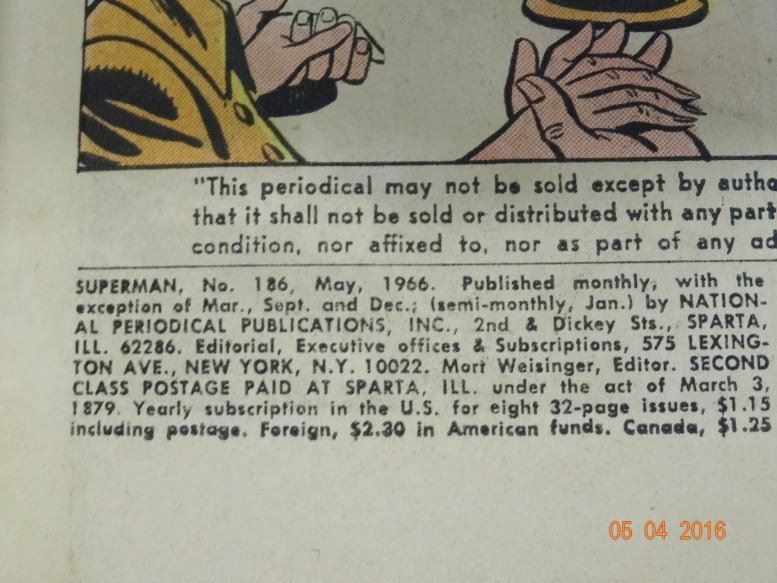 "This periodical may not be sold except by
that it shall not be sold or distributed with any part
condition, nor affixed to, nor as part of any
SUPERMAN, No. 186, May, 1966. Published monthly, with the
exception of Mar., Sept. and Dec.; (semi-monthly, Jan.) by NATION-
AL PERIODICAL PUBLICATIONS, INC., 2nd & Dickey Sts., SPARTA,
ILL. 62286. Editorial, Executive offices & Subscriptions, 575 LEXING-
TON AVE., NEW YORK, N.Y. 10022. Mort Weisinger, Editor. SECOND
CLASS POSTAGE PAID AT SPARTA, ILL. under the act of March 3,
1879. Yearly subscription in the U.S. for eight 32-page issues, $1.15
including postage. Foreign, $2.30 in American funds. Canada, $1.25
05 04 2016